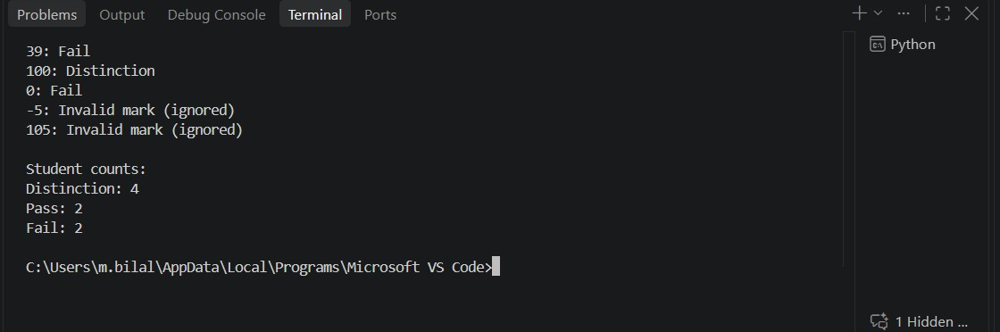 Problems Output Debug Console Terminal Ports
39: Fail
100: Distinction
0: Fail
-5: Invalid mark (ignored)
105: Invalid mark (ignored)
Student counts:
Distinction: 4
Pass: 2
Fail: 2
C:\Users\m.bilal\AppData\Local\Programs\Microsoft VS Code>
Python
1 Hidden ...